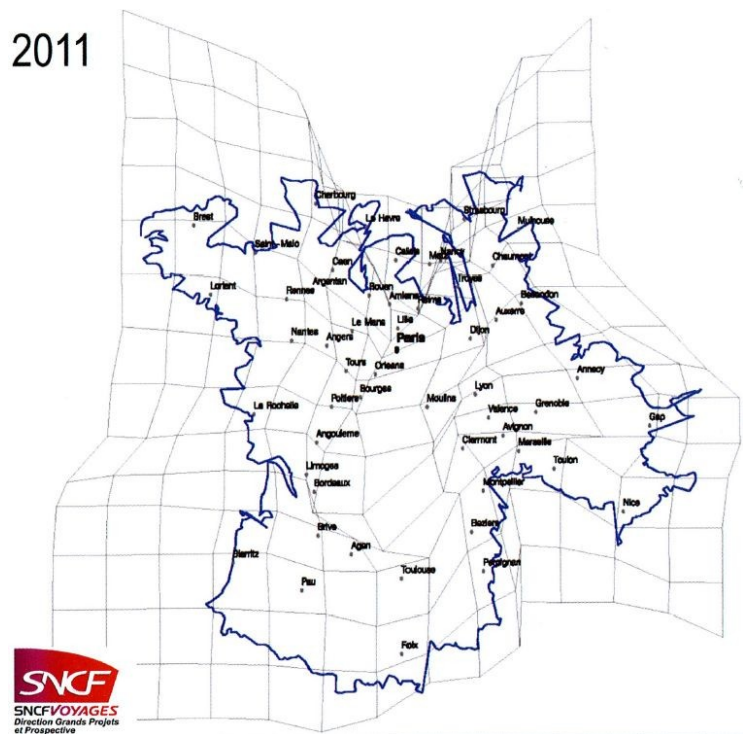 2011
Cherbourg
Strasbourg
Brest
Le Havre
Mulhouse
Saint-Malo
Caen
Calais
Metz
Nancy
Chaumont
Argentan
Troyes
Lorient
Rennes
Rouen
Amiens
Reims
Besançon
Auxerre
Le Mans
Lille
Nantes
Angers
Paris
Dijon
Tours
Orleans
Annecy
Bourges
La Rochelle
Poitiers
Moulins
Lyon
Valence
Grenoble
Gap
Angouleme
Clermont
Avignon
Marseille
Toulon
Limoges
Bordeaux
Montpellier
Nice
Brive
Beziers
Biarritz
Agen
Pau
Toulouse
Perpignan
Foix
SNCF
SNCF VOYAGES
Direction Grands Projets
et Prospective